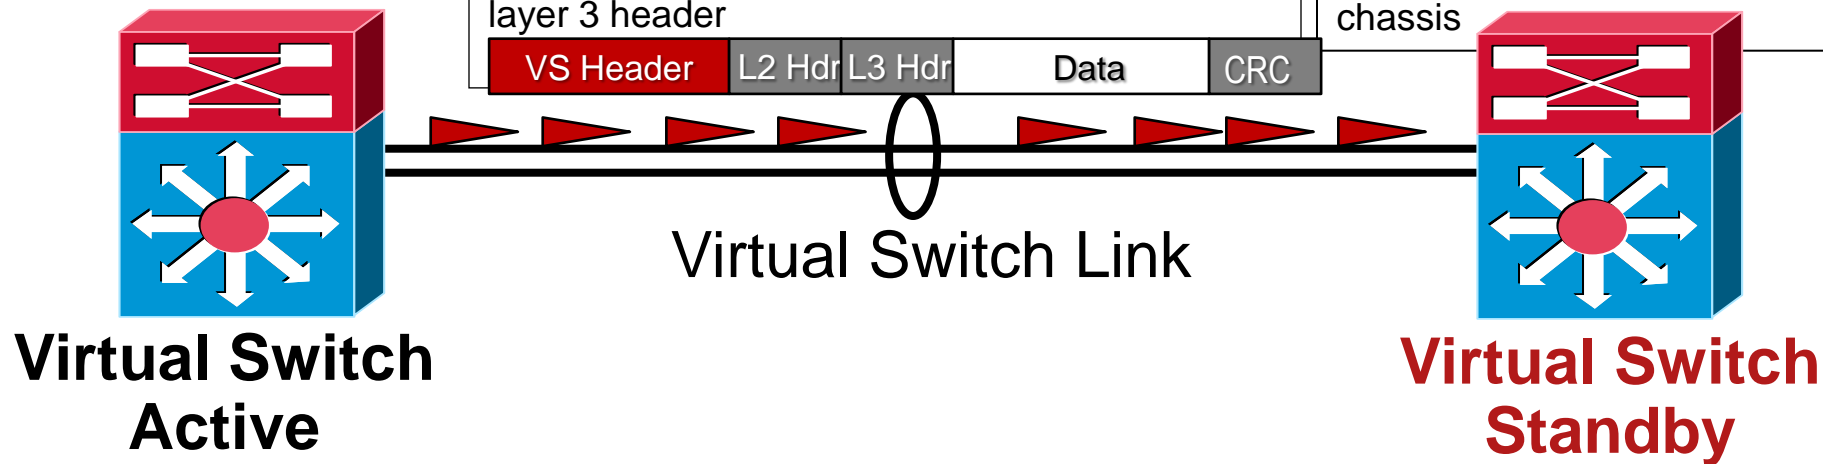 layer 3 header
chassis
VS Header L2 Hdr L3 Hdr Data CRC
Virtual Switch Link
Virtual Switch
Active
Virtual Switch
Standby